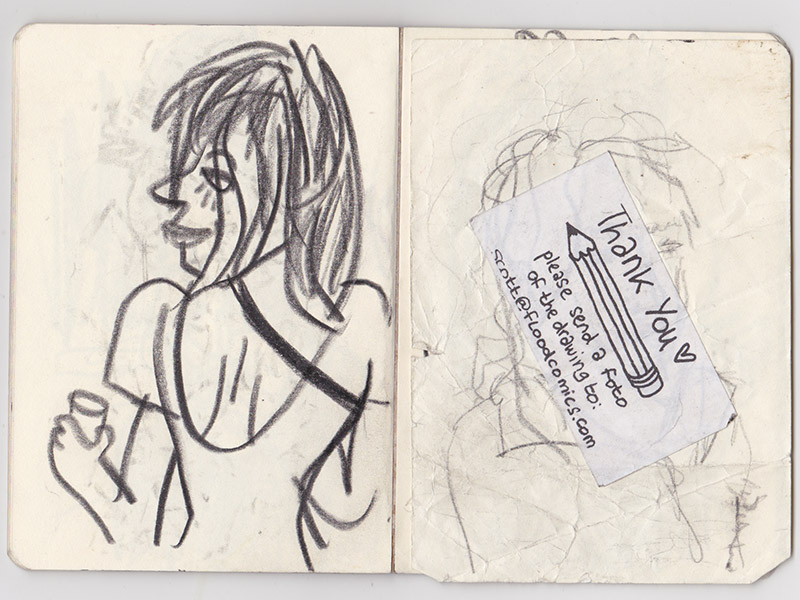 Thank You ♡
please send a foto
of the drawing to:
scott@floodcomics.com